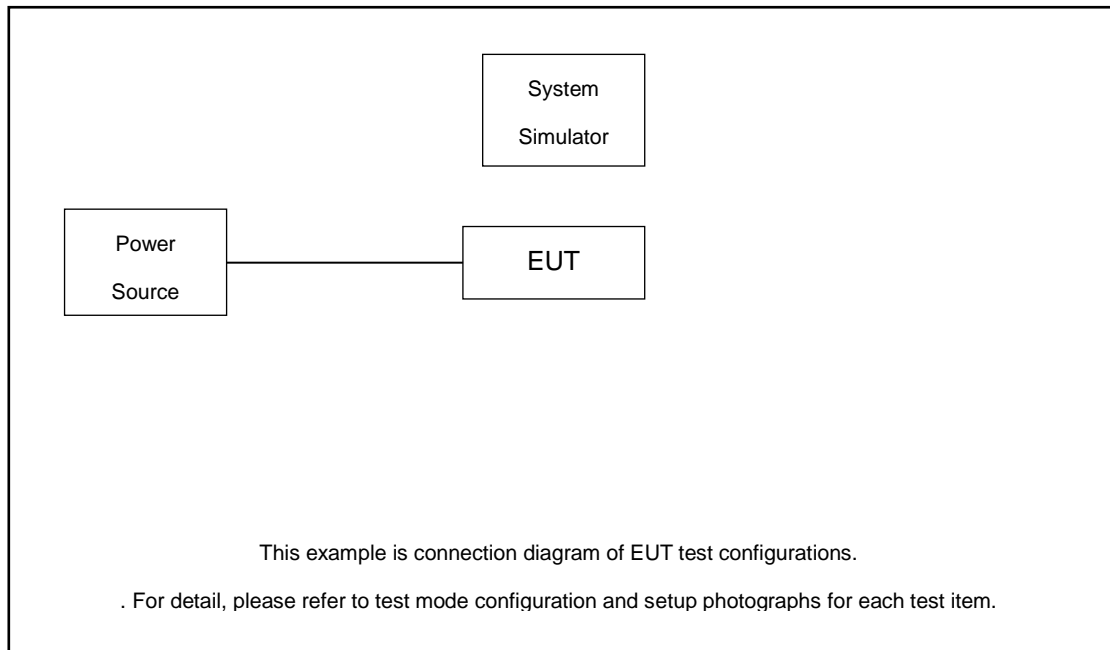 System
Simulator
Power
Source
EUT
This example is connection diagram of EUT test configurations.
. For detail, please refer to test mode configuration and setup photographs for each test item.